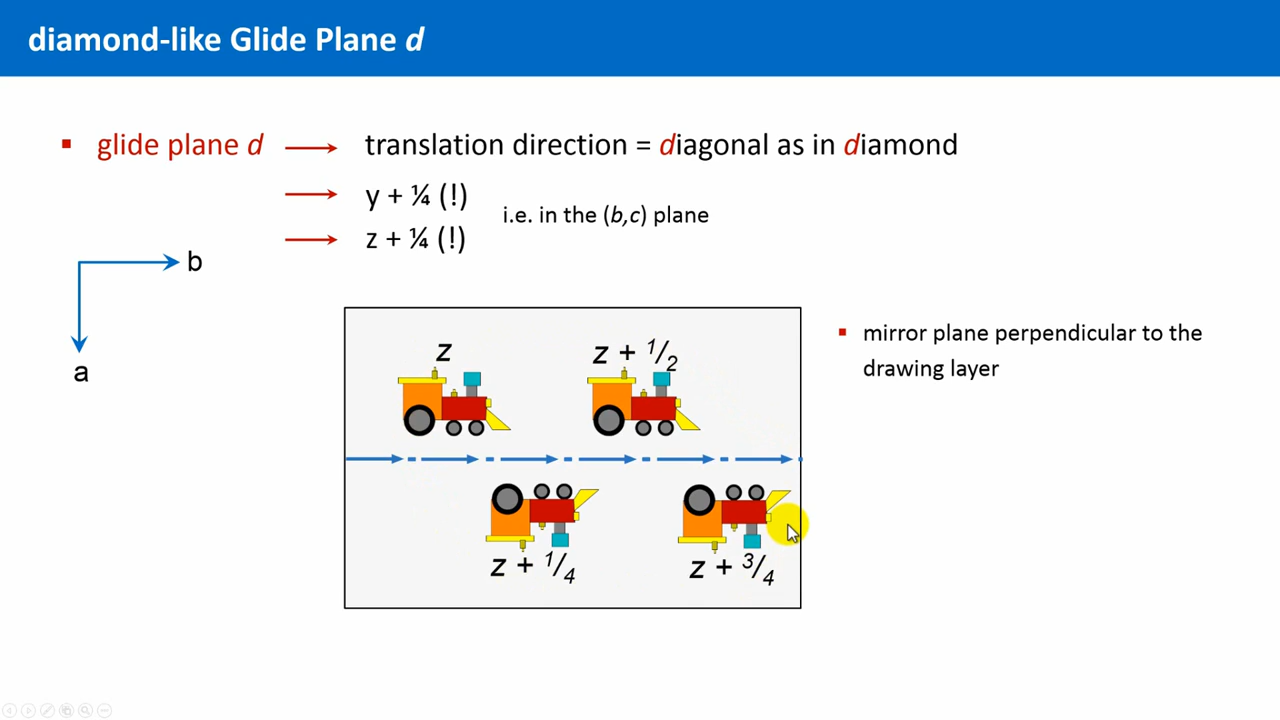 diamond-like Glide Plane d
▪ glide plane d → translation direction = diagonal as in diamond
→ y + ¼ (!)
i.e. in the (b,c) plane
→ z + ¼ (!)
b
a
z
z + 1/2
z + 1/4
z + 3/4
▪ mirror plane perpendicular to the
drawing layer